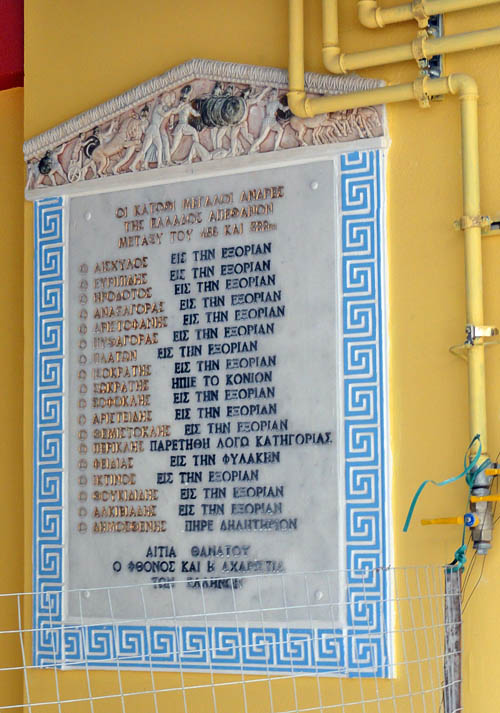 ΟΙ ΚΑΤΩΘΙ ΜΕΓΑΛΟΙ ΑΝΔΡΕΣ
ΤΗΣ ΕΛΛΑΔΟΣ ΑΠΕΘΑΝΟΝ
ΜΕΤΑΞΥ ΤΟΥ ΚΑΙ
Ο ΑΙΣΧΥΛΟΣ ΕΙΣ ΤΗΝ ΕΞΟΡΙΑΝ
Ο ΕΥΡΙΠΙΔΗΣ ΕΙΣ ΤΗΝ ΕΞΟΡΙΑΝ
Ο ΗΡΟΔΟΤΟΣ ΕΙΣ ΤΗΝ ΕΞΟΡΙΑΝ
Ο ΑΝΑΞΑΓΟΡΑΣ ΕΙΣ ΤΗΝ ΕΞΟΡΙΑΝ
Ο ΑΡΙΣΤΟΦΑΝΗΣ ΕΙΣ ΤΗΝ ΕΞΟΡΙΑΝ
Ο ΠΥΘΑΓΟΡΑΣ ΕΙΣ ΤΗΝ ΕΞΟΡΙΑΝ
Ο ΠΛΑΤΩΝ ΕΙΣ ΤΗΝ ΕΞΟΡΙΑΝ
Ο ΙΣΟΚΡΑΤΗΣ ΕΙΣ ΤΗΝ ΕΞΟΡΙΑΝ
Ο ΣΩΚΡΑΤΗΣ ΗΠΙΕ ΤΟ ΚΟΝΙΟΝ
Ο ΣΟΦΟΚΛΗΣ ΕΙΣ ΤΗΝ ΕΞΟΡΙΑΝ
Ο ΑΡΙΣΤΕΙΔΗΣ ΕΙΣ ΤΗΝ ΕΞΟΡΙΑΝ
Ο ΘΕΜΙΣΤΟΚΛΗΣ ΕΙΣ ΤΗΝ ΕΞΟΡΙΑΝ
Ο ΠΕΡΙΚΛΗΣ ΠΑΡΕΤΗΘΗ ΛΟΓΩ ΚΑΤΗΓΟΡΙΑΣ
Ο ΦΕΙΔΙΑΣ ΕΙΣ ΤΗΝ ΦΥΛΑΚΕΝ
Ο ΙΚΤΙΝΟΣ ΕΙΣ ΤΗΝ ΕΞΟΡΙΑΝ
Ο ΘΟΥΚΙΔΙΔΗΣ ΕΙΣ ΤΗΝ ΕΞΟΡΙΑΝ
Ο ΑΛΚΙΒΙΑΔΗΣ ΕΙΣ ΤΗΝ ΕΞΟΡΙΑΝ
Ο ΔΗΜΟΣΘΕΝΗΣ ΠΗΡΕ ΔΗΛΗΤΗΡΙΟΝ
ΑΙΤΙΑ ΘΑΝΑΤΟΥ
Ο ΦΘΟΝΟΣ ΚΑΙ Η ΑΧΑΡΙΣΤΙΑ
ΤΩΝ ΕΛΛΗΝΩΝ